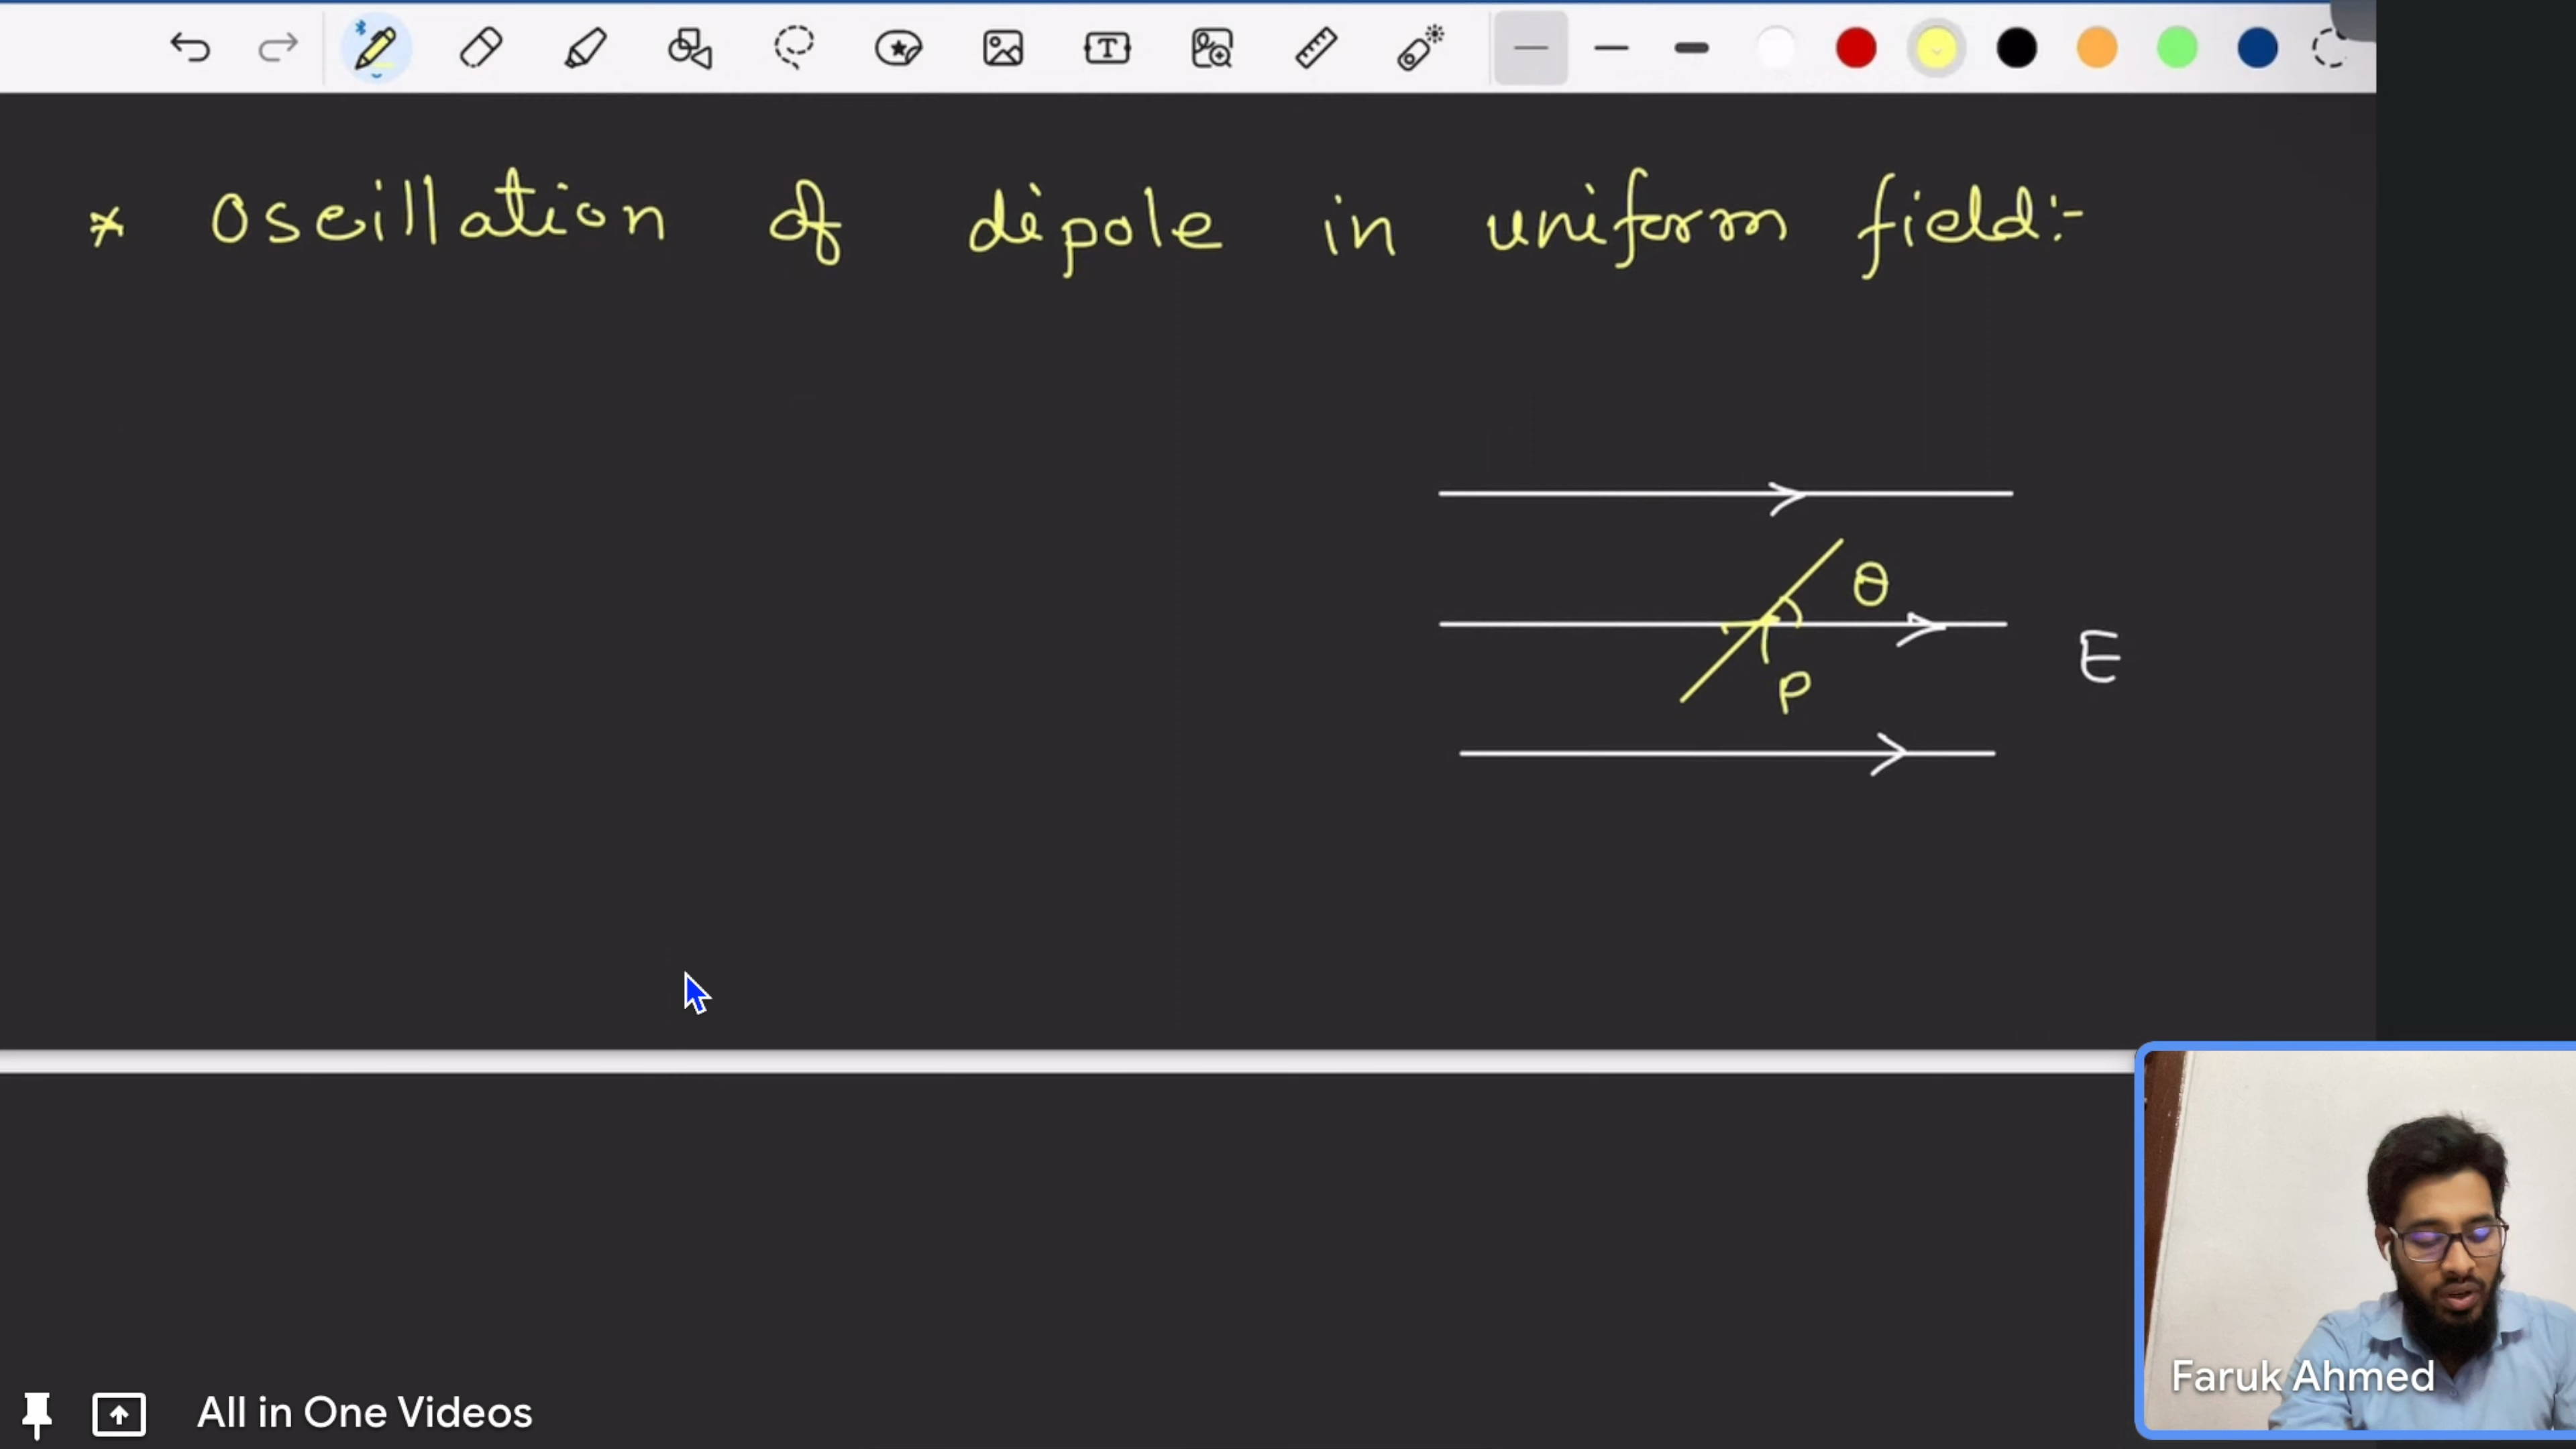 * Oscillation of dipole in uniform field:-
θ
E
P
All in One Videos
Faruk Ahmed